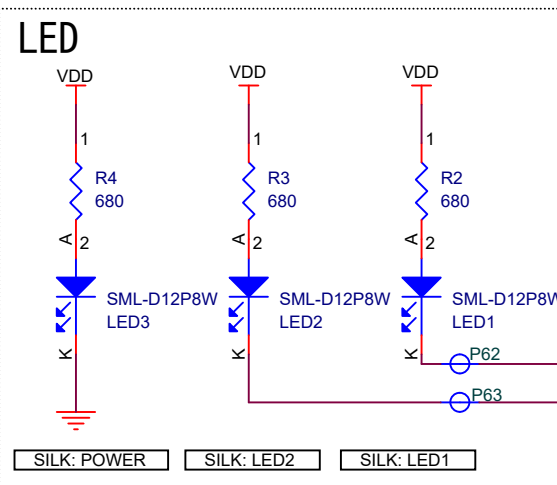 LED
VDD
VDD
VDD
1
1
1
R4
R3
R2
680
680
680
A
2
A
2
A
2
SML-D12P8W
SML-D12P8W
SML-D12P8W
LED3
LED2
LED1
K
K
K
P62
P63
SILK: POWER
SILK: LED2
SILK: LED1